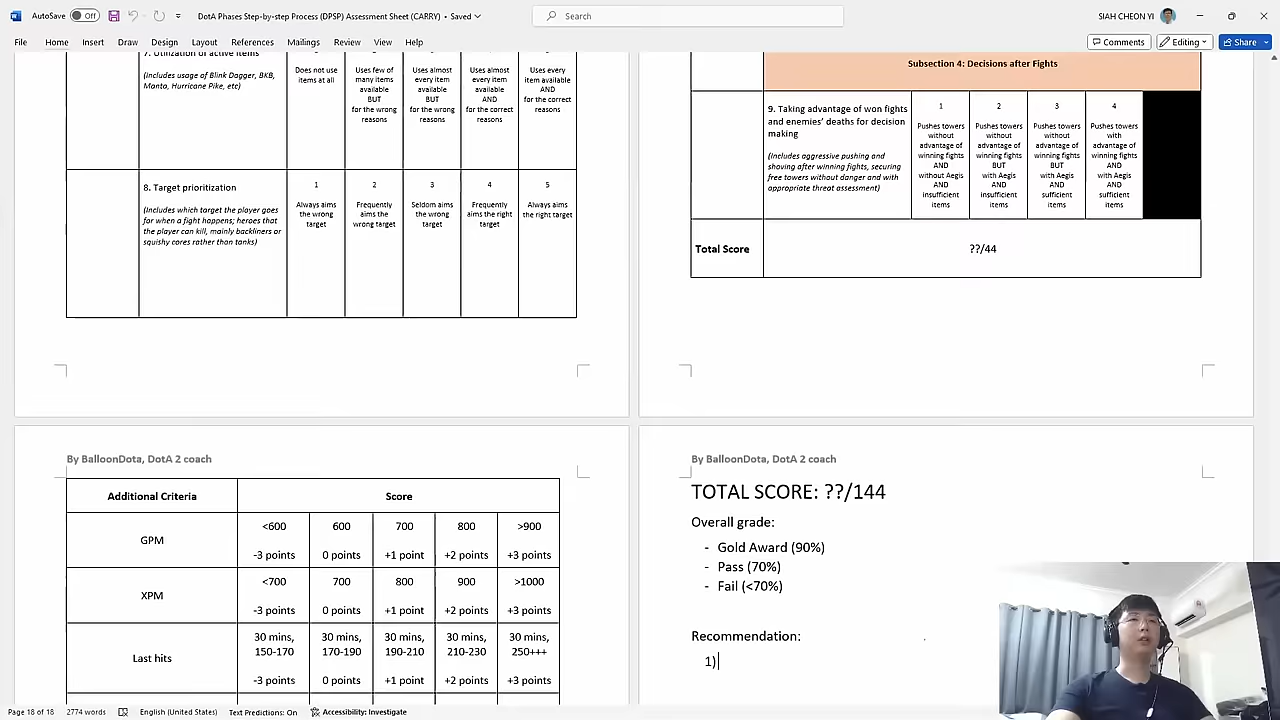 AutoSave Off
DotA Phases Step-by-step Process (DPSP) Assessment Sheet (CARRY) • Saved
Search
SIAH CHEON YI
File Home Insert Draw Design Layout References Mailings Review View Help
Comments Editing Share
7. Utilization of active items
(Includes usage of Blink Dagger, BKB,
Manta, Hurricane Pike, etc)
Does not use
items at all
Uses few of
many items
available
BUT
for the wrong
reasons
Uses almost
every item
available
BUT
for the correct
reasons
Uses almost
every item
available
AND
for the correct
reasons
Uses every
item available
AND
for the correct
reasons
8. Target prioritization
(Includes which target the player goes
for when a fight happens; heroes that
the player can kill, mainly backliners or
squishy cores rather than tanks)
1
Always aims
the wrong
target
2
Frequently
aims the
wrong target
3
Seldom aims
the wrong
target
4
Frequently
aims the right
target
5
Always aims
the right target
Subsection 4: Decisions after Fights
9. Taking advantage of won fights
and enemies’ deaths for decision
making
(Includes aggressive pushing and
shoving after winning fights, securing
free towers without danger and with
appropriate threat assessment)
1
Pushes towers
without
advantage of
winning fights
AND
without Aegis
AND
insufficient
items
2
Pushes towers
without
advantage of
winning fights
BUT
with Aegis
AND
insufficient
items
3
Pushes towers
without
advantage of
winning fights
BUT
with Aegis
AND
sufficient
items
4
Pushes towers
with
advantage of
winning fights
AND
with Aegis
AND
sufficient
items
Total Score ??/44
By BalloonDota, DotA 2 coach
Additional Criteria Score
GPM
<600 600 700 800 >900
-3 points 0 points +1 point +2 points +3 points
XPM
<700 700 800 900 >1000
-3 points 0 points +1 point +2 points +3 points
Last hits
30 mins, 30 mins, 30 mins, 30 mins, 30 mins,
150-170 170-190 190-210 210-230 250+++
-3 points 0 points +1 point +2 points +3 points
By BalloonDota, DotA 2 coach
TOTAL SCORE: ??/144
Overall grade:
- Gold Award (90%)
- Pass (70%)
- Fail (<70%)
Recommendation:
1)
Page 18 of 18 2774 words English (United States) Text Predictions: On Accessibility: Investigate